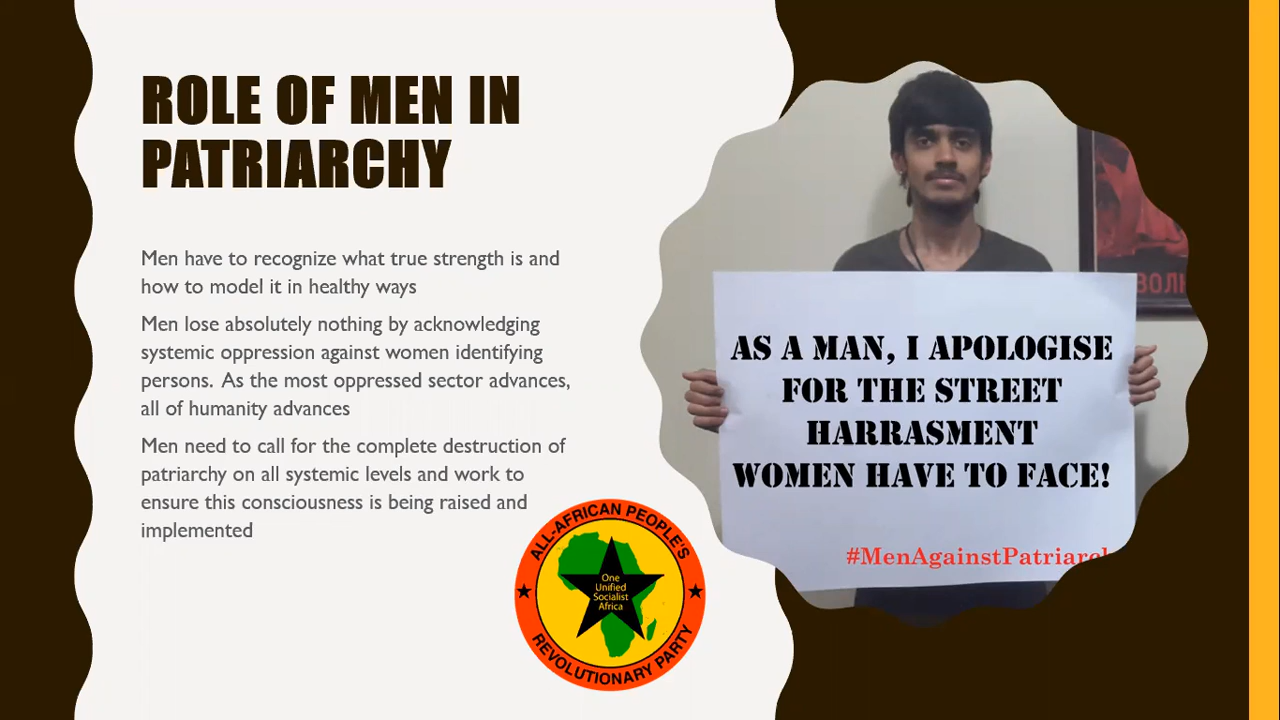 ROLE OF MEN IN
PATRIARCHY
Men have to recognize what true strength is and
how to model it in healthy ways
Men lose absolutely nothing by acknowledging
systemic oppression against women identifying
persons.  As the most oppressed sector advances,
all of humanity advances
Men need to call for the complete destruction of
patriarchy on all systemic levels and work to
ensure this consciousness is being raised and
implemented
ALL-AFRICAN PEOPLE'S
One
Unified
Socialist
Africa
REVOLUTIONARY PARTY
AS A MAN, I APOLOGISE
FOR THE STREET
HARRASMENT
WOMEN HAVE TO FACE!